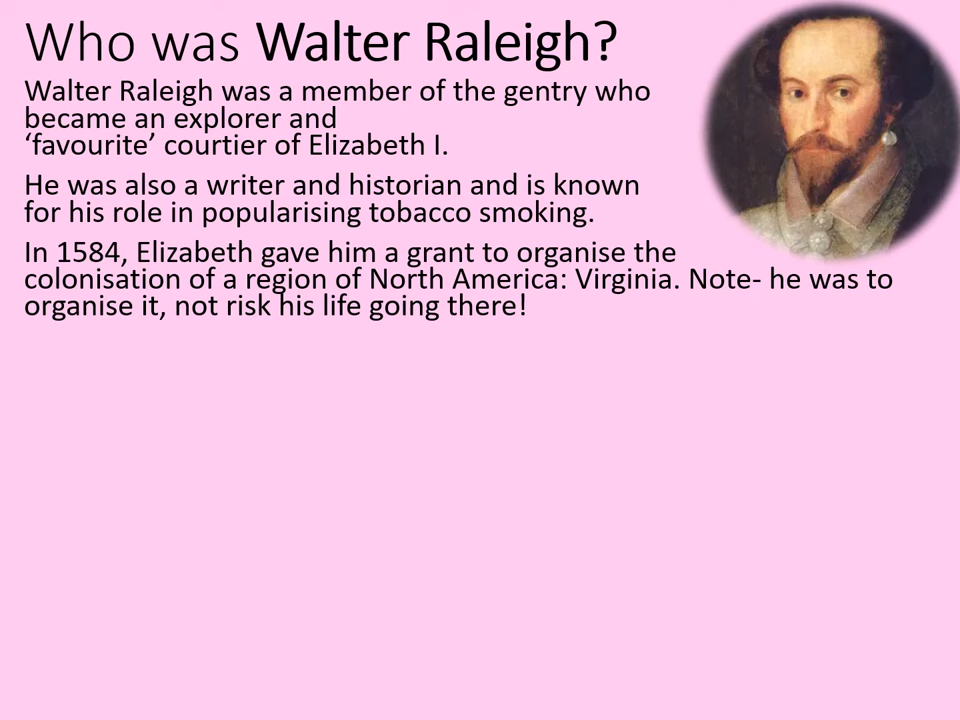 Who was Walter Raleigh?
Walter Raleigh was a member of the gentry who
became an explorer and
‘favourite’ courtier of Elizabeth I.
He was also a writer and historian and is known
for his role in popularising tobacco smoking.
In 1584, Elizabeth gave him a grant to organise the
colonisation of a region of North America: Virginia. Note- he was to
organise it, not risk his life going there!